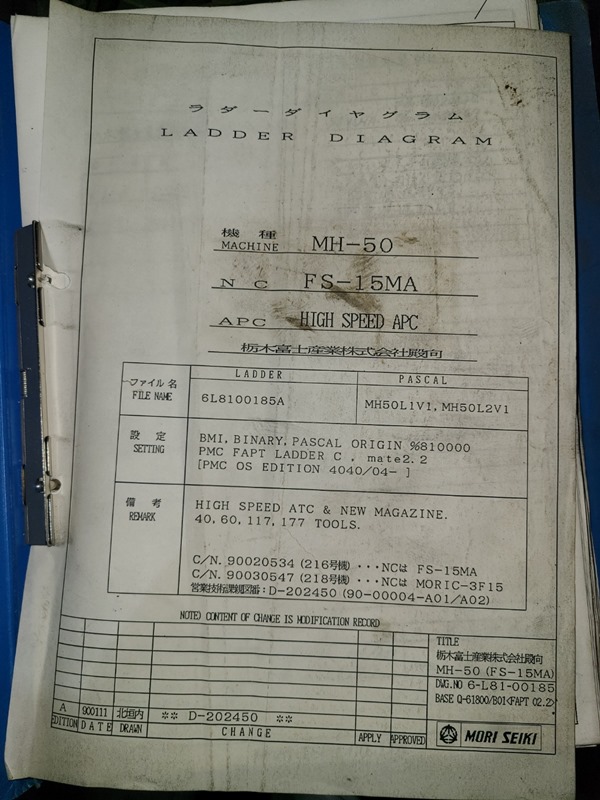 ラダーダイヤグラム
LADDER DIAGRAM
機種
MACHINE MH-50
NC FS-15MA
APC HIGH SPEED APC
栃木富士産業株式会社殿向
LADDER PASCAL
ファイル名
FILE NAME 6L8100185A MH50L1V1, MH50L2V1
設定
SETTING
BMI, BINARY, PASCAL ORIGIN %810000
PMC FAPT LADDER C . mate2.2
[PMC OS EDITION 4040/04- ]
備考
REMARK
HIGH SPEED ATC & NEW MAGAZINE.
40, 60, 117, 177 TOOLS.
C/N. 90020534 (216号機) ···NCは FS-15MA
C/N. 90030547 (218号機) ···NCは MORIC-3F15
営業技術課親図番:D-202450 (90-00004-A01/A02)
NOTE) CONTENT OF CHANGE IS MODIFICATION RECORD
TITLE
栃木富士産業株式会社殿向
MH-50 (FS-15MA)
DWG.NO 6-L81-00185
BASE Q-61800/B01<FAPT 02.2>
A 900111 北垣内 ** D-202450 **
EDITION DATE DRAWN CHANGE APPLY APPROVED
MORI SEIKI